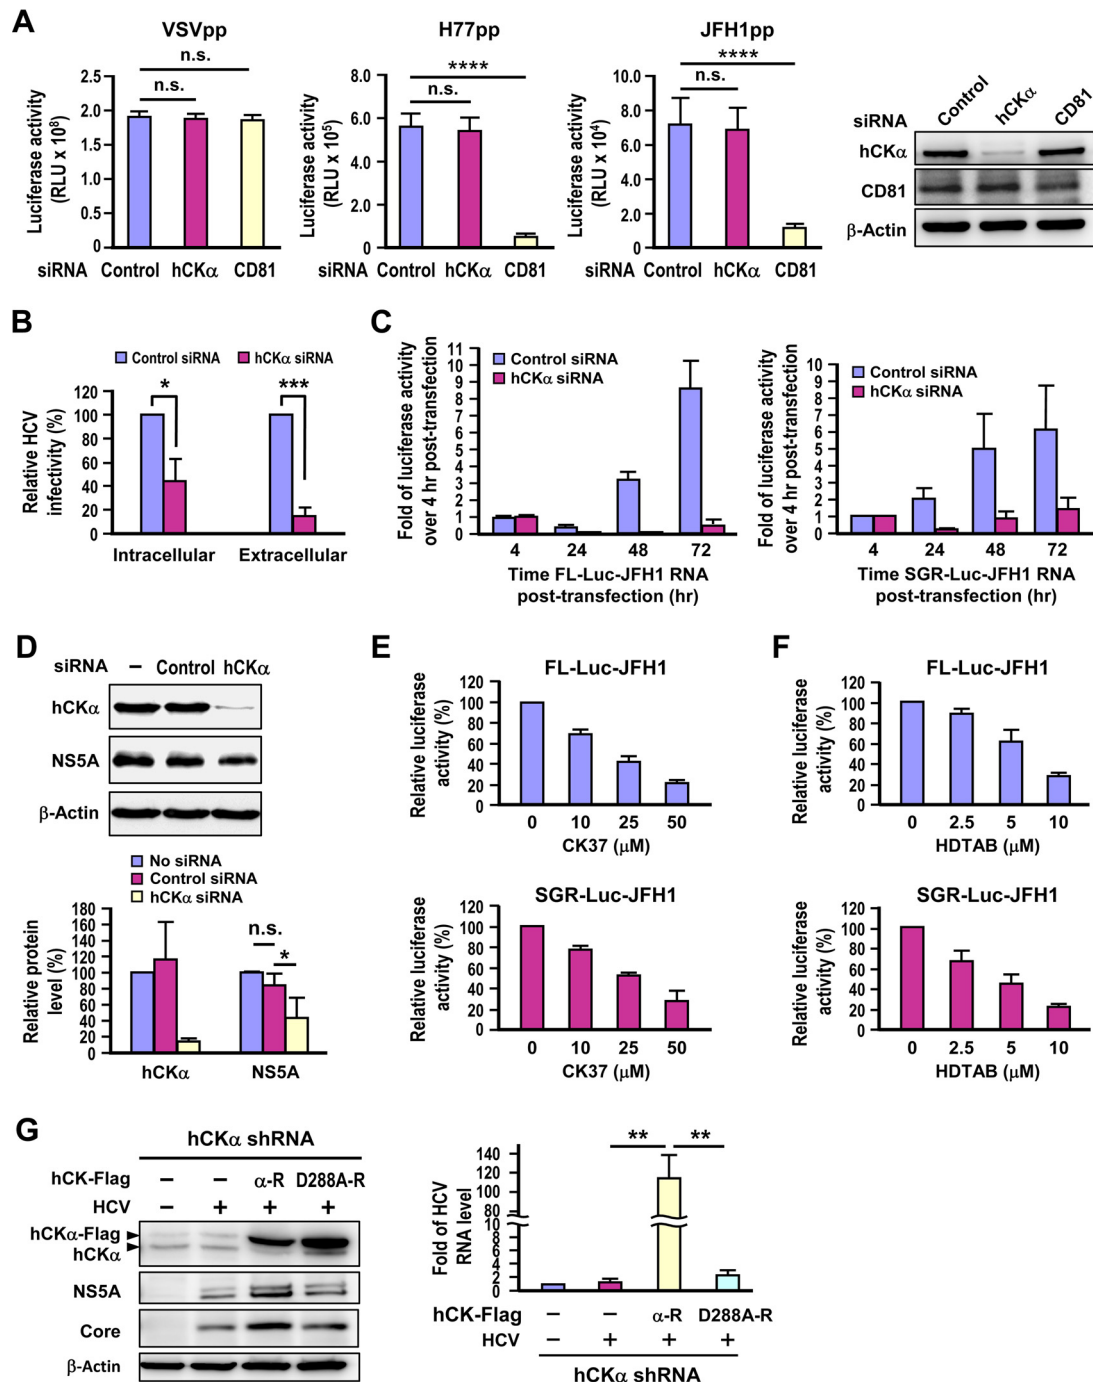 A
VSVpp
n.s.
n.s.
Luciferase activity
(RLU x 10⁸)
2.5
2.0
1.5
1.0
0.5
0
siRNA Control hCKα CD81
H77pp
****
n.s.
Luciferase activity
(RLU x 10⁵)
8.0
6.0
4.0
2.0
0
siRNA Control hCKα CD81
JFH1pp
****
n.s.
Luciferase activity
(RLU x 10⁴)
10.0
8.0
6.0
4.0
2.0
0
siRNA Control hCKα CD81
siRNA Control hCKα CD81
hCKα
CD81
β-Actin
B
Control siRNA hCKα siRNA
Relative HCV
infectivity (%)
120
100
80
60
40
20
0
* ***
Intracellular Extracellular
C
Control siRNA
hCKα siRNA
Fold of luciferase activity
over 4 hr post-transfection
11
10
9
8
7
6
5
4
3
2
1
0
4 24 48 72
Time FL-Luc-JFH1 RNA
post-transfection (hr)
Control siRNA
hCKα siRNA
Fold of luciferase activity
over 4 hr post-transfection
10
9
8
7
6
5
4
3
2
1
0
4 24 48 72
Time SGR-Luc-JFH1 RNA
post-transfection (hr)
D
siRNA – Control hCKα
hCKα
NS5A
β-Actin
No siRNA
Control siRNA
hCKα siRNA
Relative protein
level (%)
180
160
140
120
100
80
60
40
20
0
n.s.
*
hCKα NS5A
E
FL-Luc-JFH1
Relative luciferase
activity (%)
120
100
80
60
40
20
0
0 10 25 50
CK37 (μM)
SGR-Luc-JFH1
Relative luciferase
activity (%)
120
100
80
60
40
20
0
0 10 25 50
CK37 (μM)
F
FL-Luc-JFH1
Relative luciferase
activity (%)
120
100
80
60
40
20
0
0 2.5 5 10
HDTAB (μM)
SGR-Luc-JFH1
Relative luciferase
activity (%)
120
100
80
60
40
20
0
0 2.5 5 10
HDTAB (μM)
G
hCKα shRNA
hCK-Flag – – α-R D288A-R
HCV – + + +
hCKα-Flag
hCKα
NS5A
Core
β-Actin
** **
Fold of HCV
RNA level
140
120
100
80
60
10
8
6
4
2
0
hCK-Flag – – α-R D288A-R
HCV – + + +
hCKα shRNA